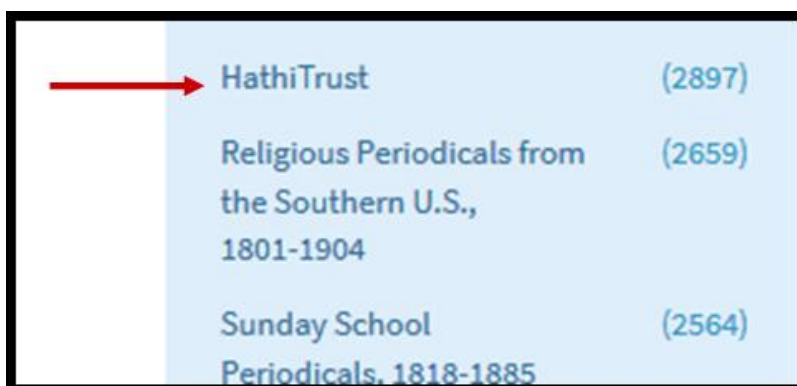 HathiTrust (2897)
Religious Periodicals from (2659)
the Southern U.S.,
1801-1904
Sunday School (2564)
Periodicals, 1818-1885